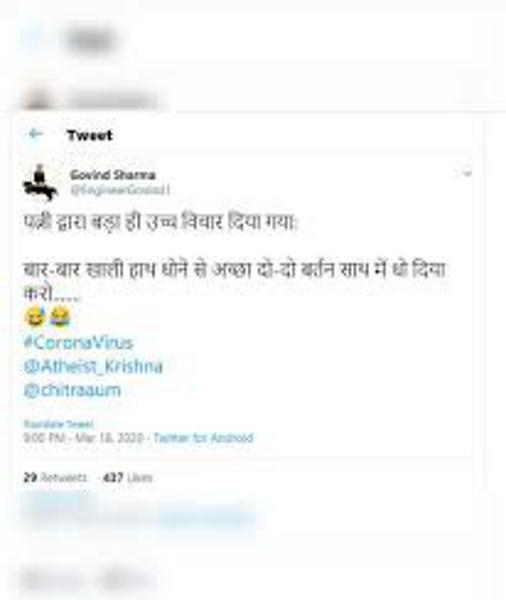 Tweet
Govind Sharma
@EngineerGovind1
पत्नी द्वारा बड़ा ही उच्च विचार दिया गया:
बार-बार खाली हाथ धोने से अच्छा दो-दो बर्तन साथ में धो दिया
करो.....
😅😂
#CoronaVirus
@Atheist_Krishna
@chitraaum
Translate Tweet
9:00 PM - Mar 18, 2020 - Twitter for Android
29 Retweets 437 Likes